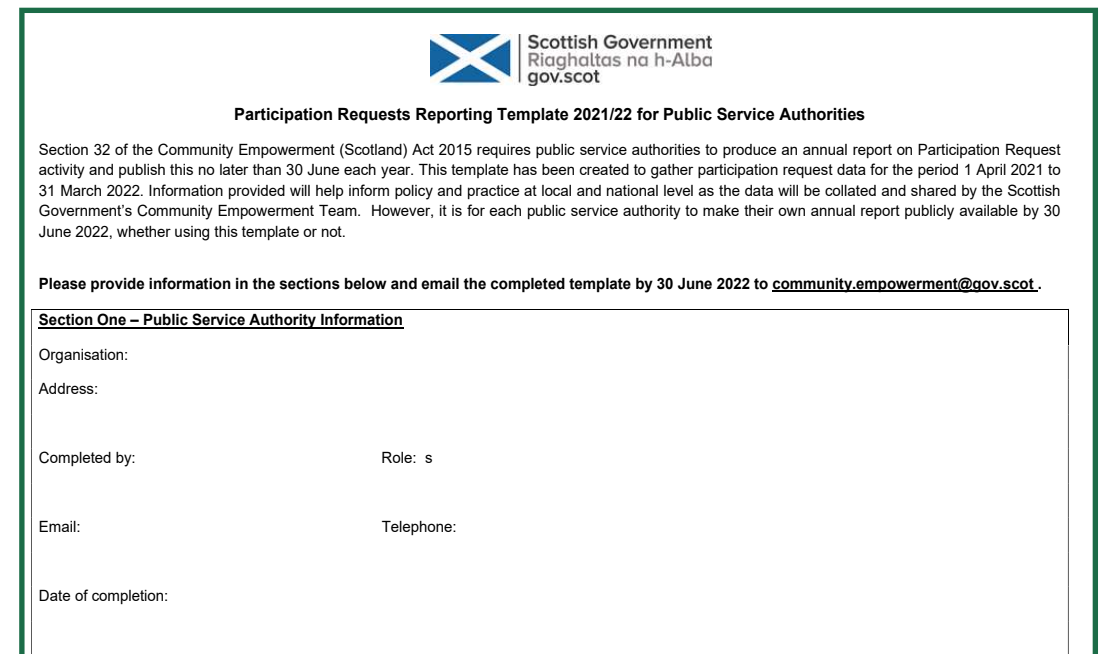 Scottish Government
Riaghaltas na h-Alba
gov.scot
Participation Requests Reporting Template 2021/22 for Public Service Authorities
Section 32 of the Community Empowerment (Scotland) Act 2015 requires public service authorities to produce an annual report on Participation Request
activity and publish this no later than 30 June each year. This template has been created to gather participation request data for the period 1 April 2021 to
31 March 2022. Information provided will help inform policy and practice at local and national level as the data will be collated and shared by the Scottish
Government's Community Empowerment Team.  However, it is for each public service authority to make their own annual report publicly available by 30
June 2022, whether using this template or not.
Please provide information in the sections below and email the completed template by 30 June 2022 to community.empowerment@gov.scot .
Section One – Public Service Authority Information
Organisation:
Address:
Completed by: Role:  s
Email: Telephone:
Date of completion: